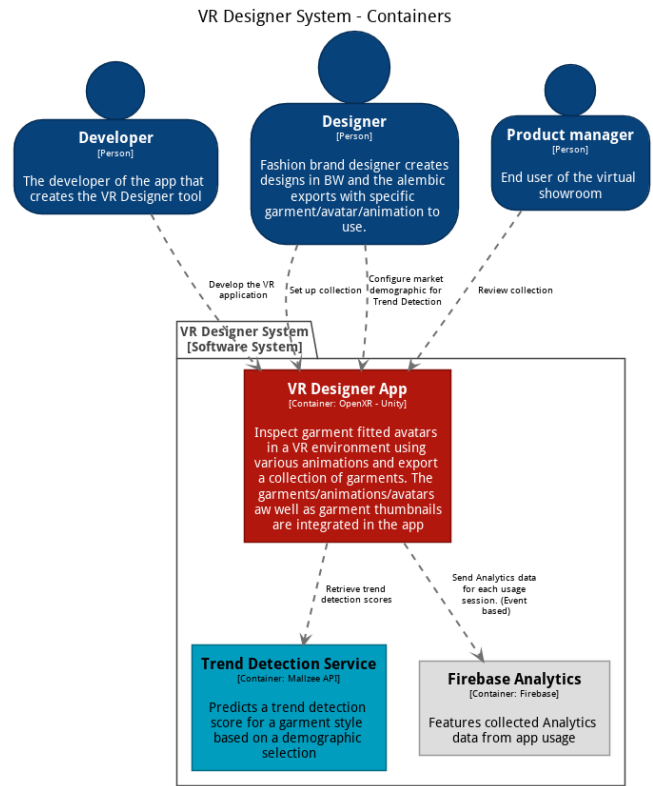 VR Designer System - Containers
Developer
[Person]
The developer of the app that
creates the VR Designer tool
Designer
[Person]
Fashion brand designer creates
designs in BW and the alembic
exports with specific
garment/avatar/animation to
use.
Product manager
[Person]
End user of the virtual
showroom
Develop the VR
application
Set up collection
Configure market
demographic for
Trend Detection
Review collection
VR Designer System
[Software System]
VR Designer App
[Container: OpenXR - Unity]
Inspect garment fitted avatars
in a VR environment using
various animations and export
a collection of garments. The
garments/animations/avatars
aw well as garment thumbnails
are integrated in the app
Retrieve trend
detection scores
Send Analytics data
for each usage
session. (Event
based)
Trend Detection Service
[Container: Mallzee API]
Predicts a trend detection
score for a garment style
based on a demographic
selection
Firebase Analytics
[Container: Firebase]
Features collected Analytics
data from app usage